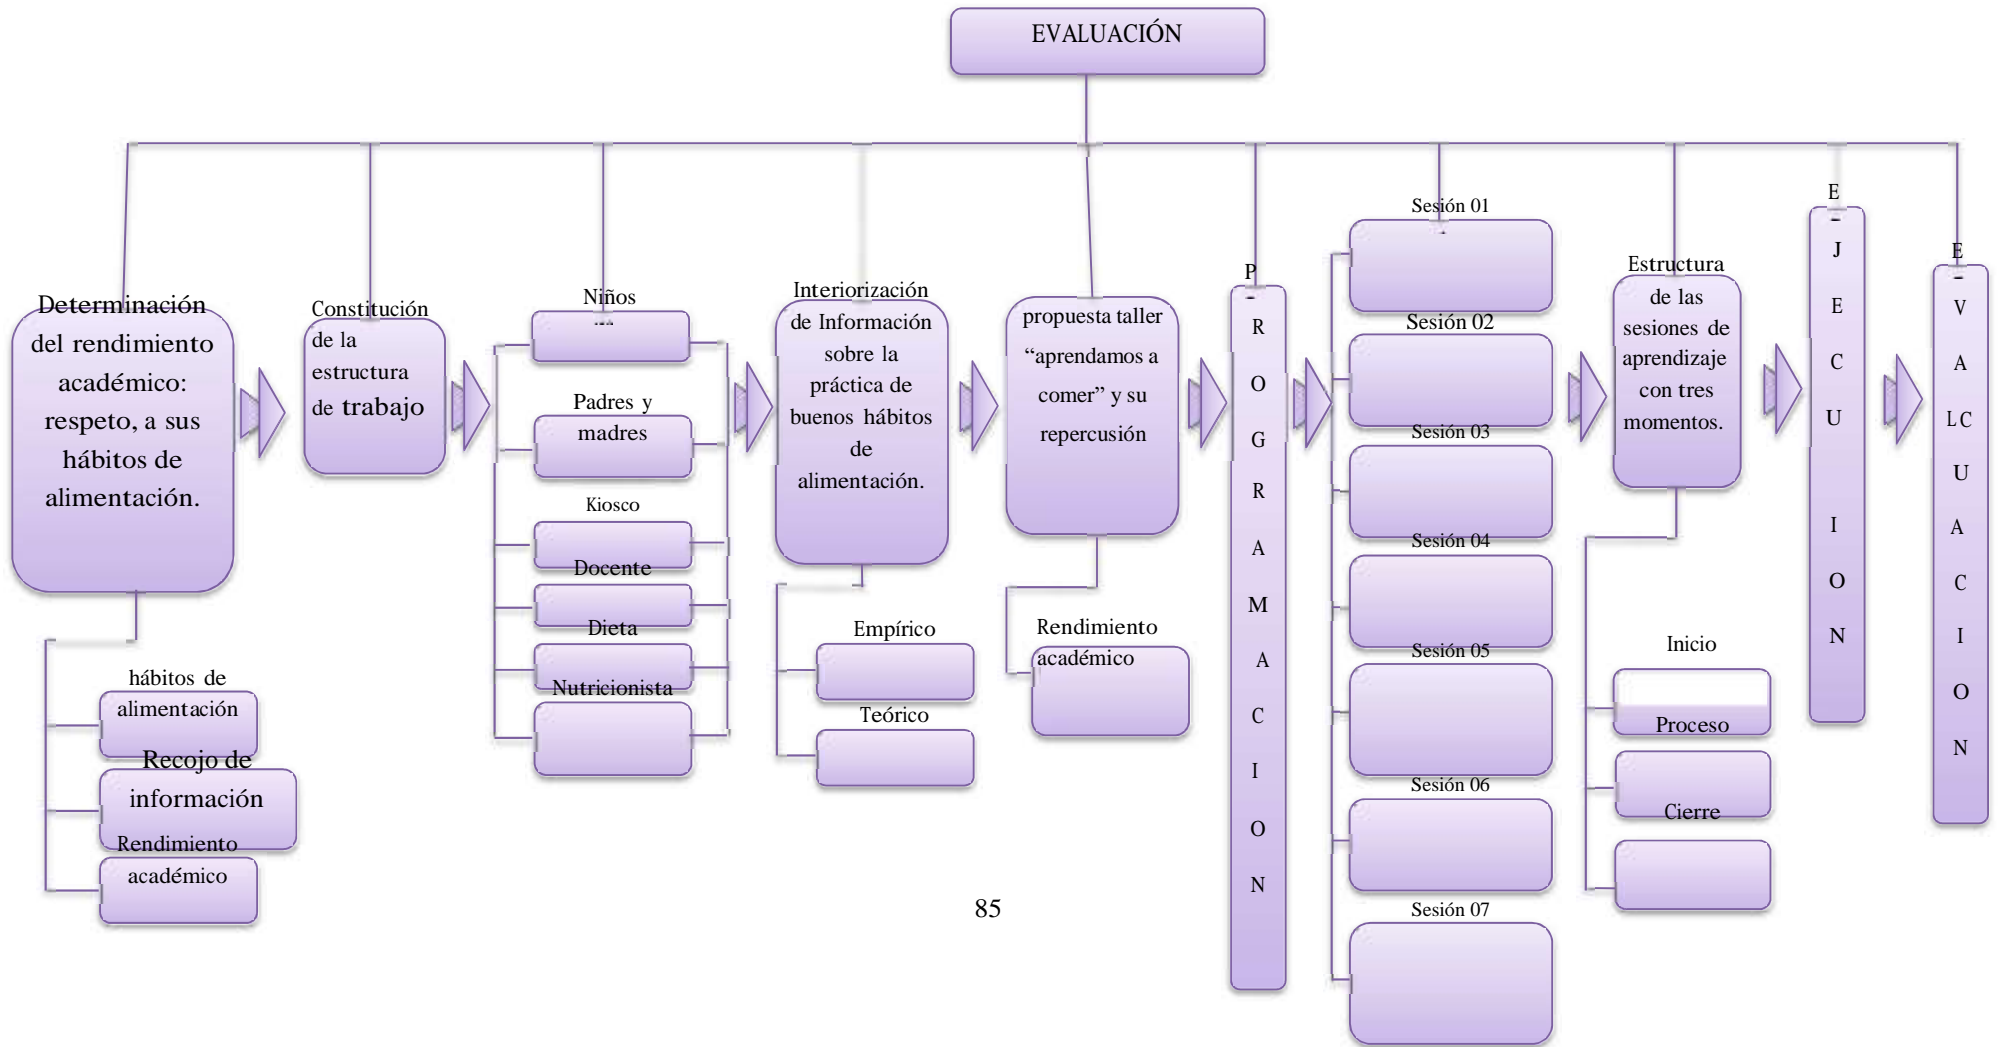 EVALUACIÓN
Determinación
del rendimiento
académico:
respeto, a sus
hábitos de
alimentación.
hábitos de
alimentación
Recojo de
información
Rendimiento
académico
Constitución
de la
estructura
de trabajo
Niños
Padres y
madres
Kiosco
Docente
Dieta
Nutricionista
Interiorización
de Información
sobre la
práctica de
buenos hábitos
de
alimentación.
Empírico
Teórico
propuesta taller
“aprendamos a
comer” y su
repercusión
Rendimiento
académico
P
R
O
G
R
A
M
A
C
I
O
N
Sesión 01
Sesión 02
Sesión 03
Sesión 04
Sesión 05
Sesión 06
Sesión 07
Estructura
de las
sesiones de
aprendizaje
con tres
momentos.
Inicio
Proceso
Cierre
E
J
E
C
U
I
O
N
E
V
A
LC
U
A
C
I
O
N
85